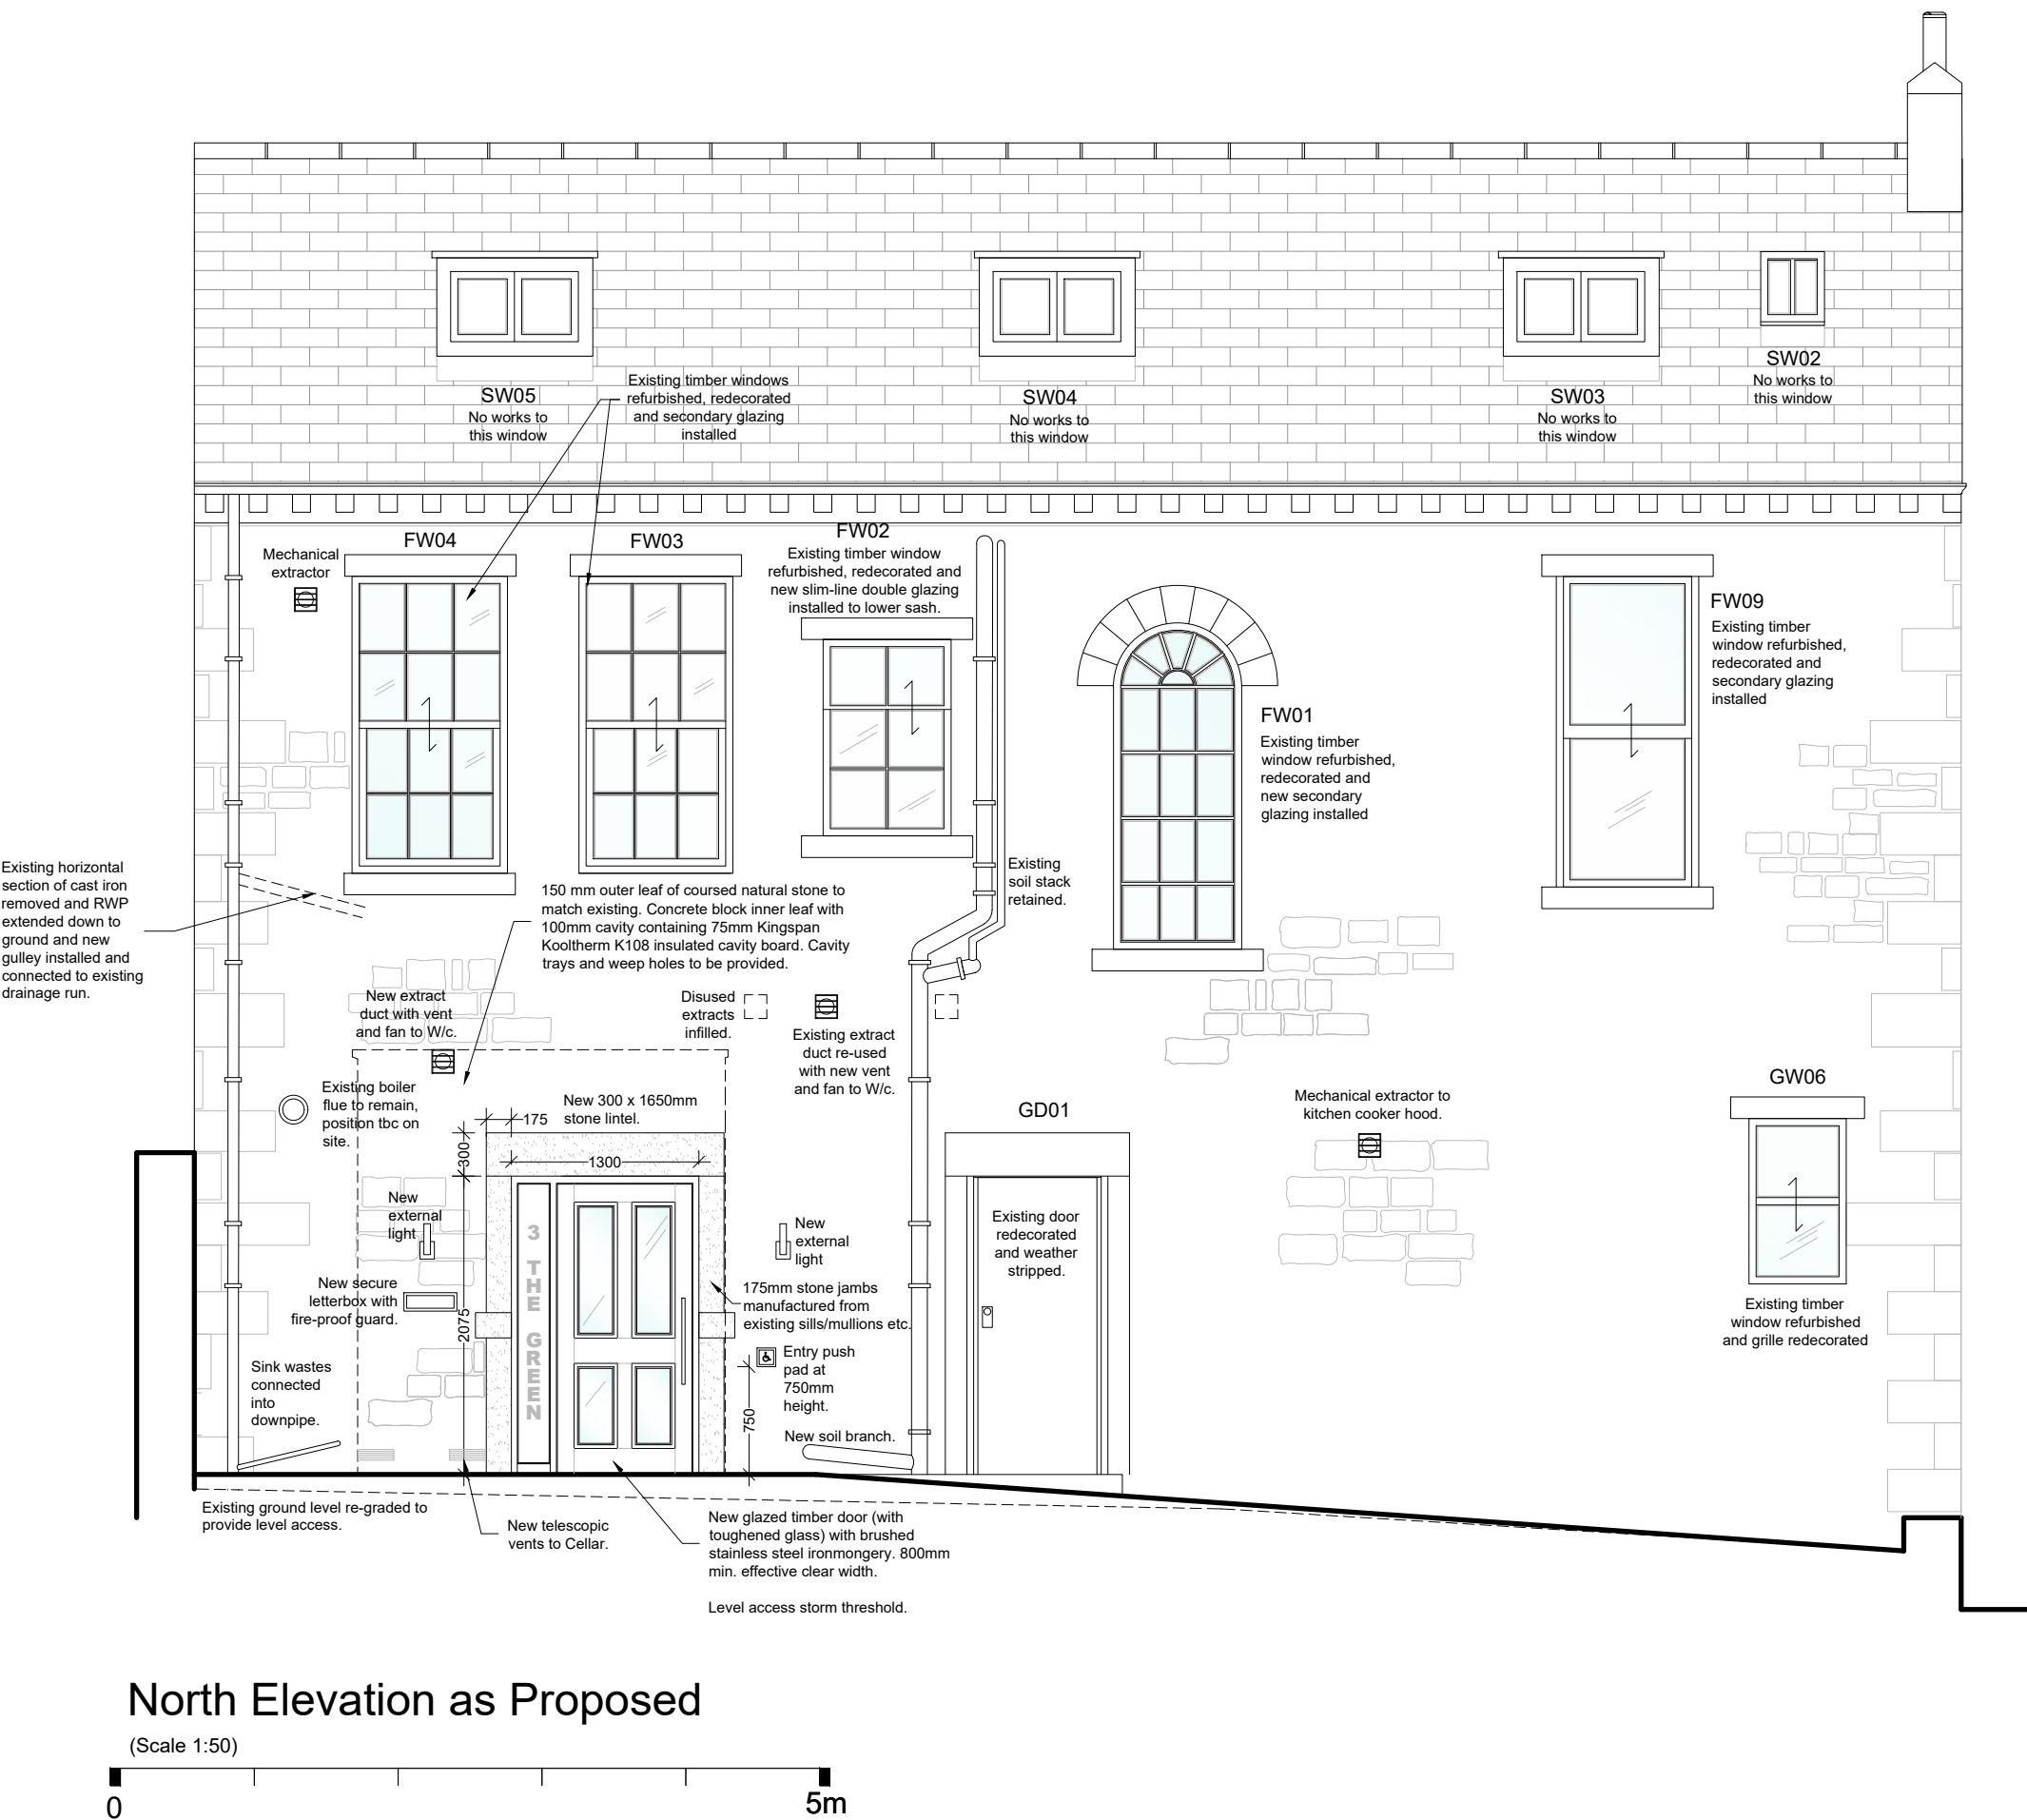 SW05
No works to
this window
Existing timber windows
refurbished, redecorated
and secondary glazing
installed
SW04
No works to
this window
SW03
No works to
this window
SW02
No works to
this window
Mechanical
extractor
FW04
FW03
FW02
Existing timber window
refurbished, redecorated and
new slim-line double glazing
installed to lower sash.
FW01
Existing timber
window refurbished,
redecorated and
new secondary
glazing installed
FW09
Existing timber
window refurbished,
redecorated and
secondary glazing
installed
Existing horizontal
section of cast iron
removed and RWP
extended down to
ground and new
gulley installed and
connected to existing
drainage run.
150 mm outer leaf of coursed natural stone to
match existing. Concrete block inner leaf with
100mm cavity containing 75mm Kingspan
Kooltherm K108 insulated cavity board. Cavity
trays and weep holes to be provided.
Existing
soil stack
retained.
New extract
duct with vent
and fan to W/c.
Disused
extracts
infilled.
Existing extract
duct re-used
with new vent
and fan to W/c.
Existing boiler
flue to remain,
position tbc on
site.
New 300 x 1650mm
stone lintel.
175
300
1300
2075
750
GD01
Existing door
redecorated
and weather
stripped.
Mechanical extractor to
kitchen cooker hood.
GW06
Existing timber
window refurbished
and grille redecorated
New
external
light
New
external
light
New secure
letterbox with
fire-proof guard.
3 THE GREEN
175mm stone jambs
manufactured from
existing sills/mullions etc.
Entry push
pad at
750mm
height.
Sink wastes
connected
into
downpipe.
New soil branch.
Existing ground level re-graded to
provide level access.
New telescopic
vents to Cellar.
New glazed timber door (with
toughened glass) with brushed
stainless steel ironmongery. 800mm
min. effective clear width.
Level access storm threshold.
North Elevation as Proposed
(Scale 1:50)
0
5m